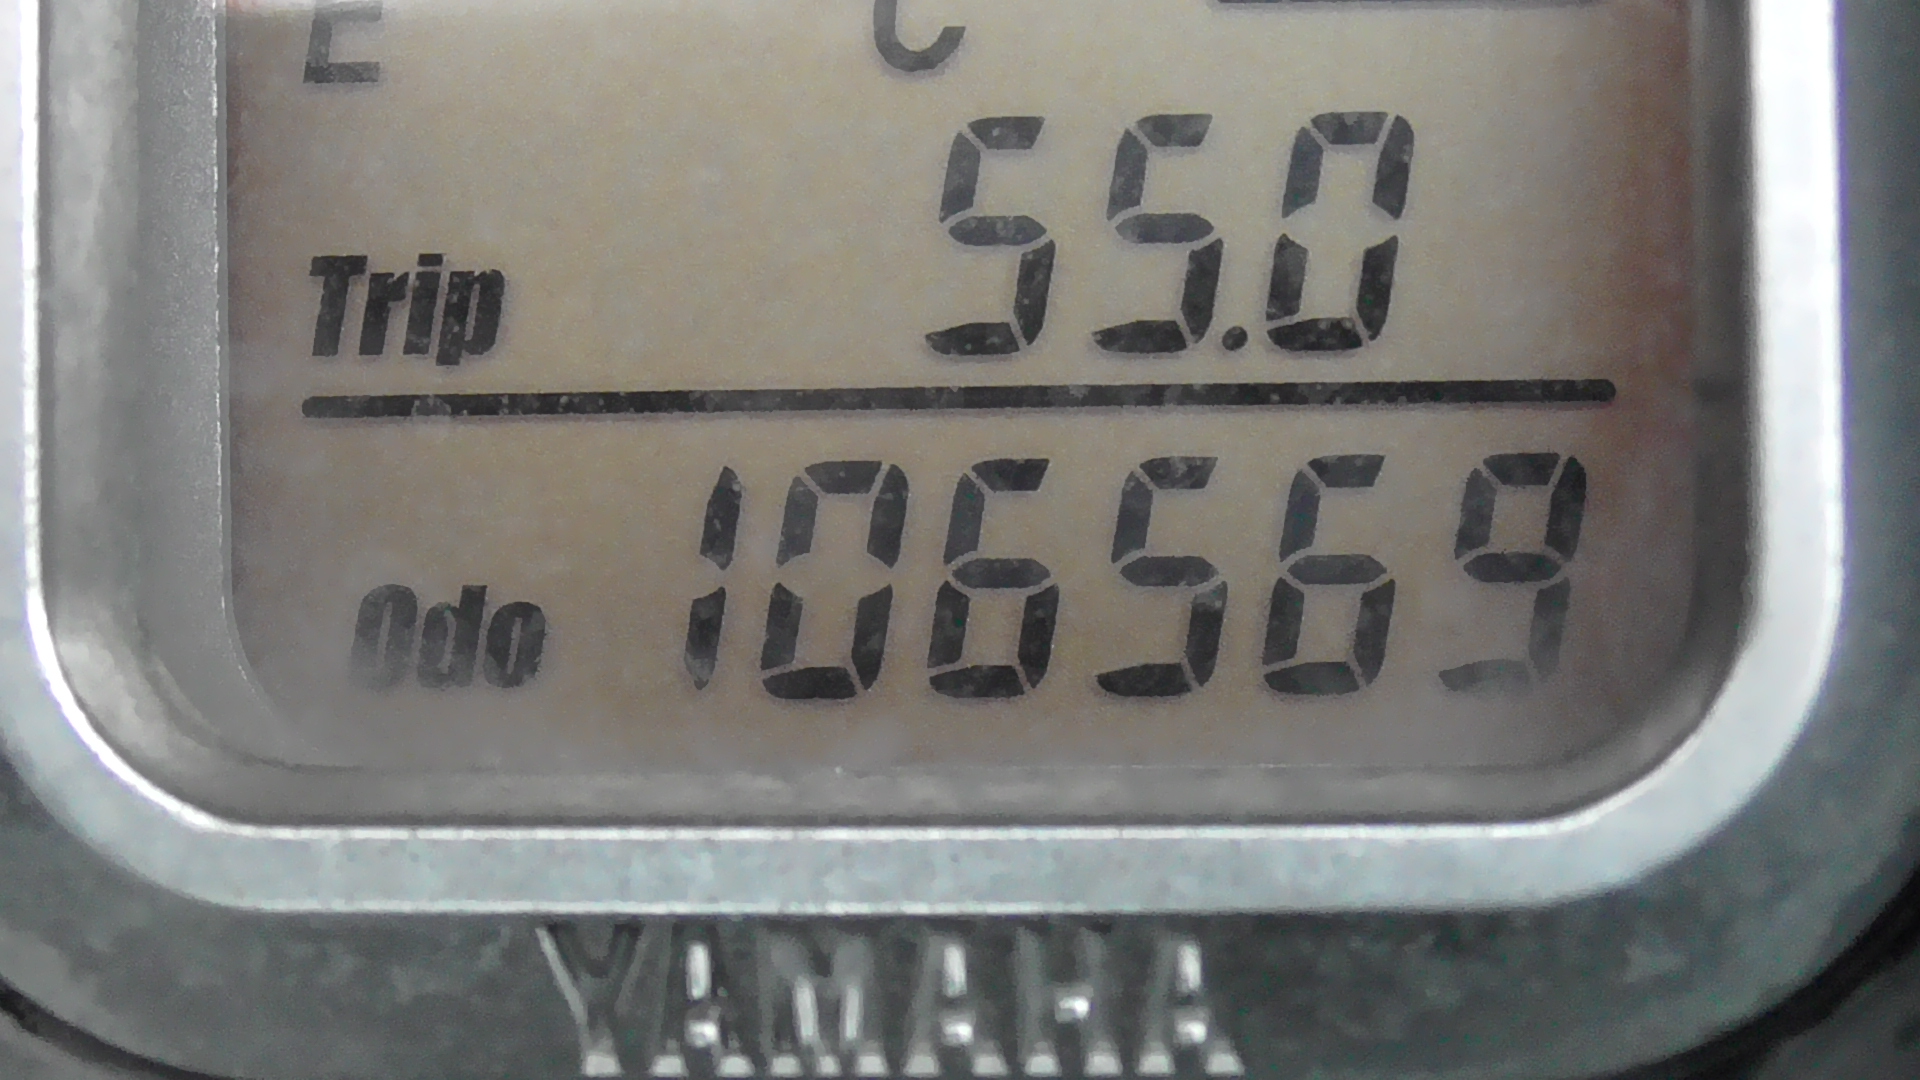 E C
Trip 55.0
Odo 106569
YAMAHA